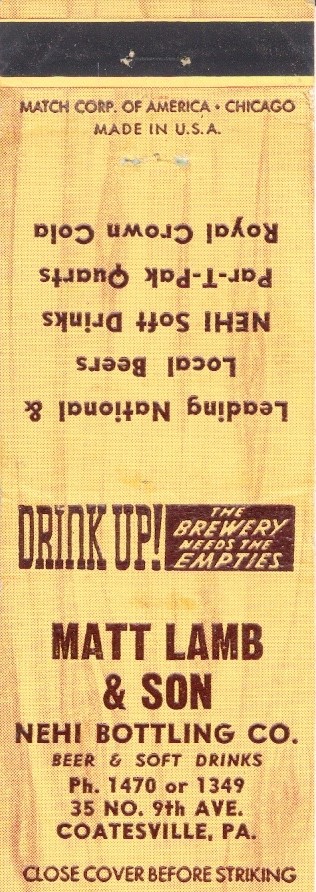 MATCH CORP. OF AMERICA • CHICAGO
MADE IN U.S.A.
Leading National &
Local Beers
NEHI Soft Drinks
Par-T-Pak Quarts
Royal Crown Cola
DRINK UP!
THE
BREWERY
NEEDS THE
EMPTIES
MATT LAMB
& SON
NEHI BOTTLING CO.
BEER & SOFT DRINKS
Ph. 1470 or 1349
35 NO. 9th AVE.
COATESVILLE, PA.
CLOSE COVER BEFORE STRIKING